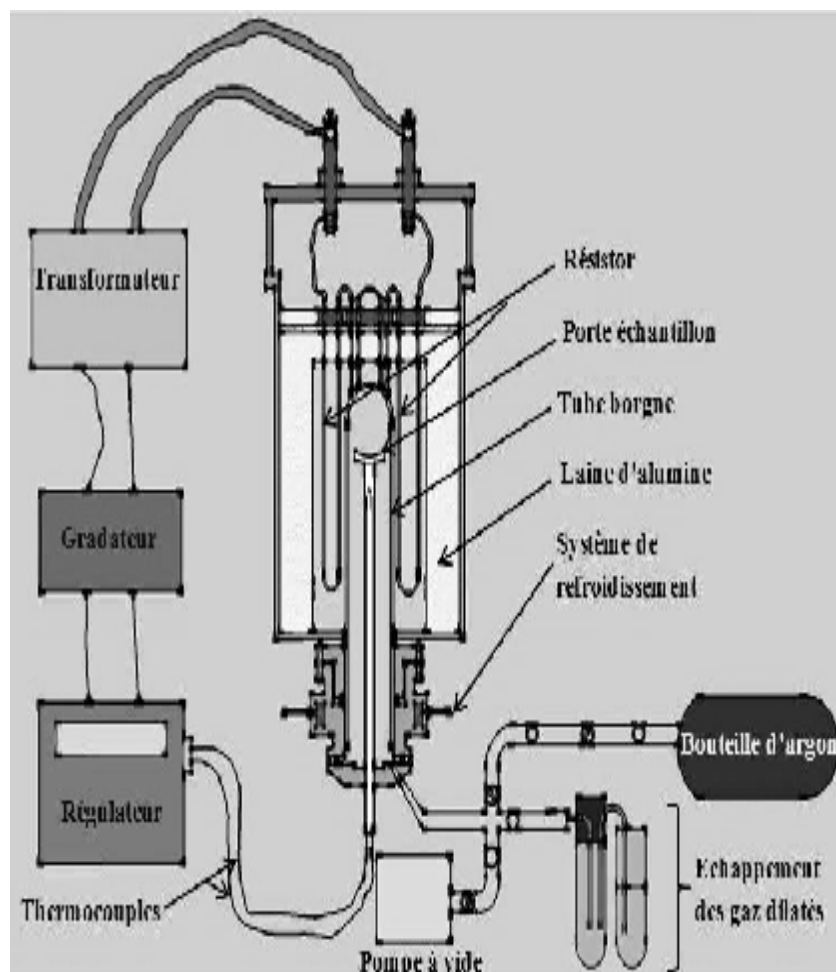 Transformateur
Résistor
Porte échantillon
Tube borgne
Laine d'alumine
Gradateur
Système de
refroidissement
Bouteille d'argon
Régulateur
Thermocouples
Echappement
des gaz dilatés
Pompe à vide